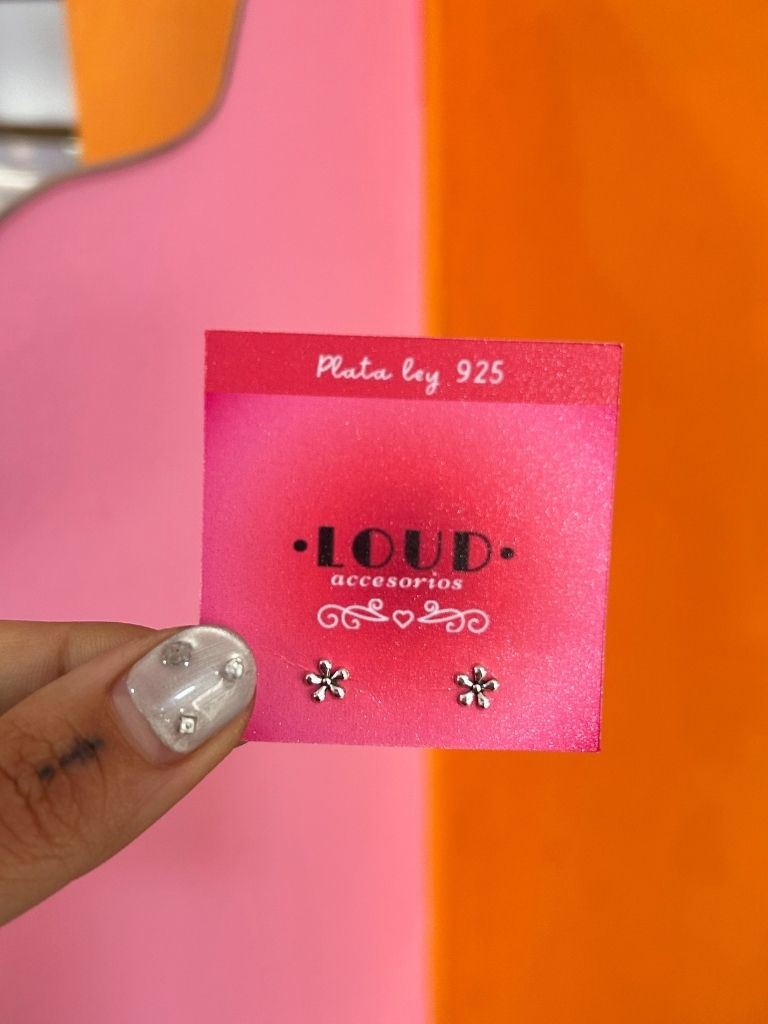 Plata ley 925
•LOUD•
accesorios